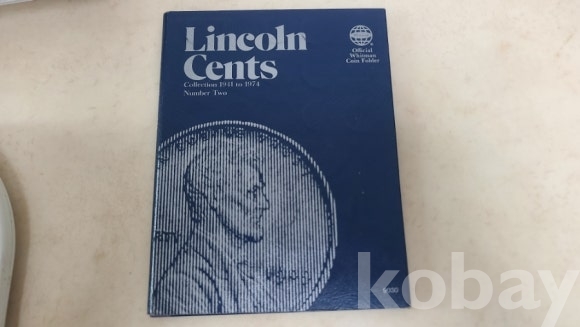 Lincoln
Cents
Collection 1941 to 1974
Number Two
Official
Whitman
Coin Folder
kobay